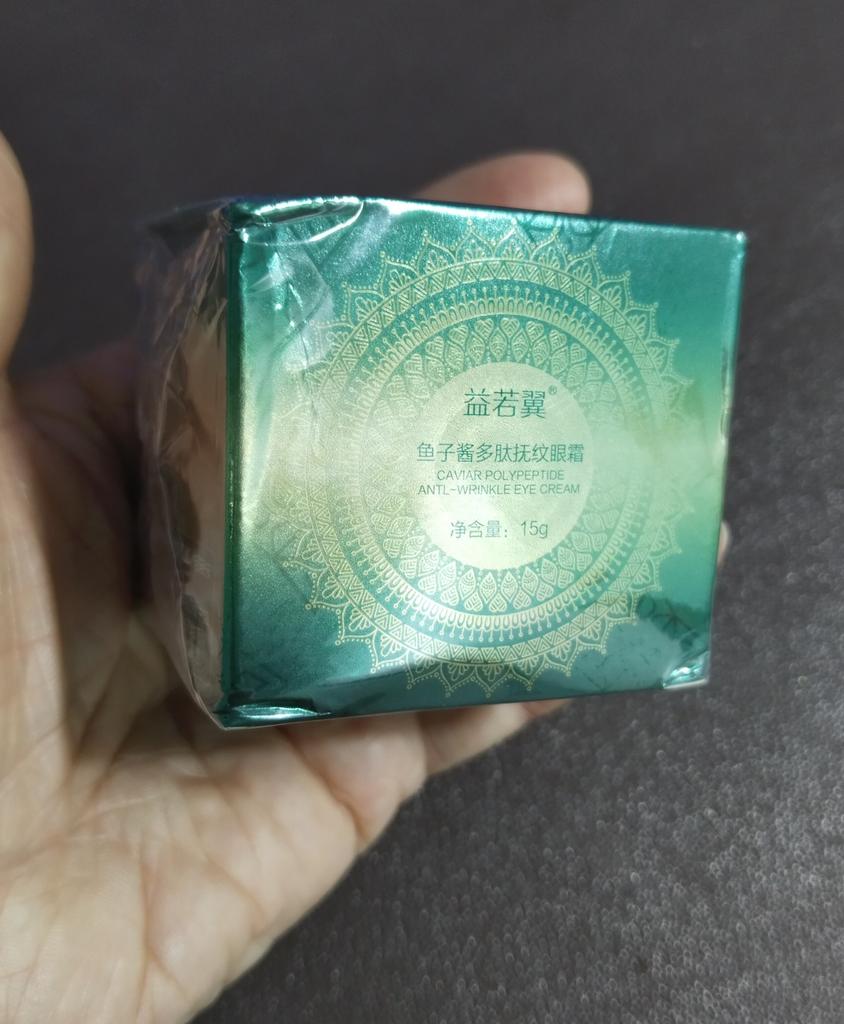 益若翼®
鱼子酱多肽抚纹眼霜
CAVIAR POLYPEPTIDE
ANTL-WRINKLE EYE CREAM
净含量：15g